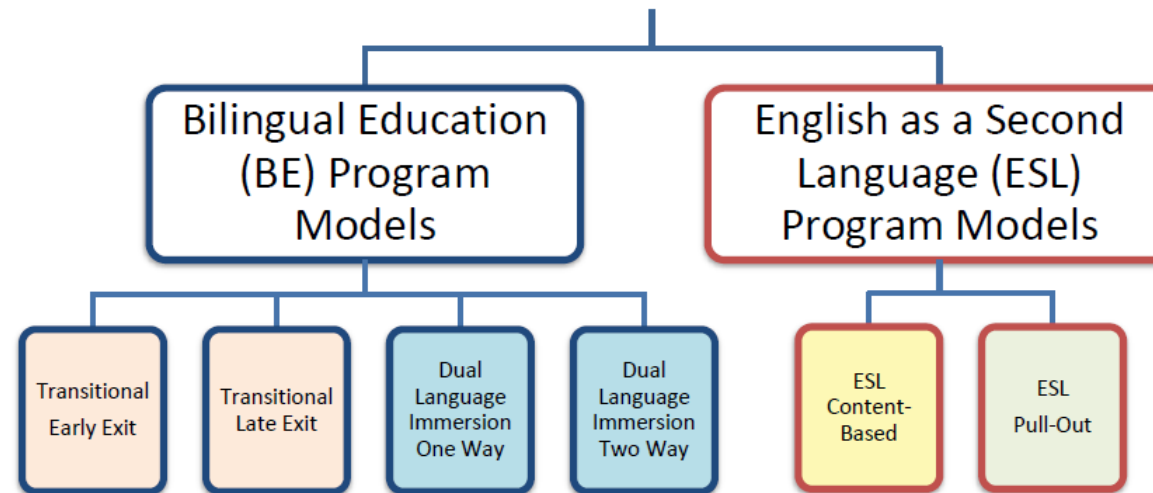 Bilingual Education
(BE) Program
Models
English as a Second
Language (ESL)
Program Models
Transitional
Early Exit
Transitional
Late Exit
Dual
Language
Immersion
One Way
Dual
Language
Immersion
Two Way
ESL
Content-
Based
ESL
Pull-Out